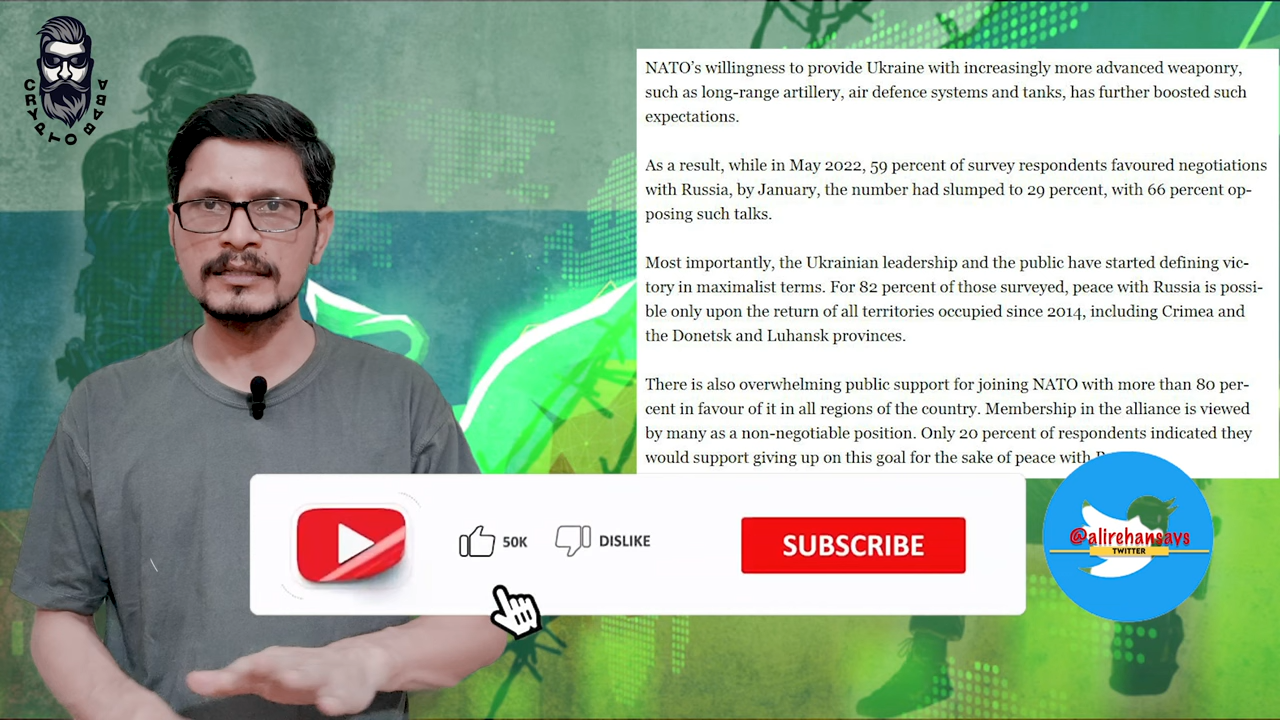 CRYPTO BABA
NATO's willingness to provide Ukraine with increasingly more advanced weaponry,
such as long-range artillery, air defence systems and tanks, has further boosted such
expectations.
As a result, while in May 2022, 59 percent of survey respondents favoured negotiations
with Russia, by January, the number had slumped to 29 percent, with 66 percent op-
posing such talks.
Most importantly, the Ukrainian leadership and the public have started defining vic-
tory in maximalist terms. For 82 percent of those surveyed, peace with Russia is possi-
ble only upon the return of all territories occupied since 2014, including Crimea and
the Donetsk and Luhansk provinces.
There is also overwhelming public support for joining NATO with more than 80 per-
cent in favour of it in all regions of the country. Membership in the alliance is viewed
by many as a non-negotiable position. Only 20 percent of respondents indicated they
would support giving up on this goal for the sake of peace with
50K
DISLIKE
SUBSCRIBE
@alirehansays
TWITTER